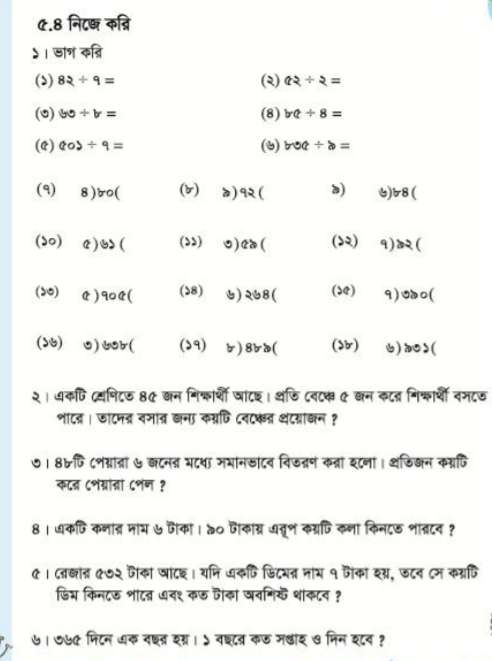 ৫.৪ নিজে করি
১। ভাগ করি
(১) ৪২ ÷ ৭ = (২) ৫২ ÷ ২ =
(৩) ৬৩ ÷ ৮ = (৪) ৮৫ ÷ ৪ =
(৫) ৫০১ ÷ ৭ = (৬) ৮৩৫ ÷ ৯ =
(৭) ৪)৮০( (৮) ৯)৭২( ৯) ৬)৮৪(
(১০) ৫)৬১( (১১) ৩)৫৯( (১২) ৭)৯২(
(১৩) ৫)৭০৫( (১৪) ৬)২৬৪( (১৫) ৭)৩৯০(
(১৬) ৩)৬৩৮( (১৭) ৮)৪৮৯( (১৮) ৬)৯৩১(
২। একটি শ্রেণিতে ৪৫ জন শিক্ষার্থী আছে। প্রতি বেঞ্চে ৫ জন করে শিক্ষার্থী বসতে
পারে। তাদের বসার জন্য কয়টি বেঞ্চের প্রয়োজন ?
৩। ৪৮টি পেয়ারা ৬ জনের মধ্যে সমানভাবে বিতরণ করা হলো। প্রতিজন কয়টি
করে পেয়ারা পেল ?
৪। একটি কলার দাম ৬ টাকা। ৯০ টাকায় এরূপ কয়টি কলা কিনতে পারবে ?
৫। রেজার ৫৩২ টাকা আছে। যদি একটি ডিমের দাম ৭ টাকা হয়, তবে সে কয়টি
ডিম কিনতে পারে এবং কত টাকা অবশিষ্ট থাকবে ?
৬। ৩৬৫ দিনে এক বছর হয়। ১ বছরে কত সপ্তাহ ও দিন হবে ?